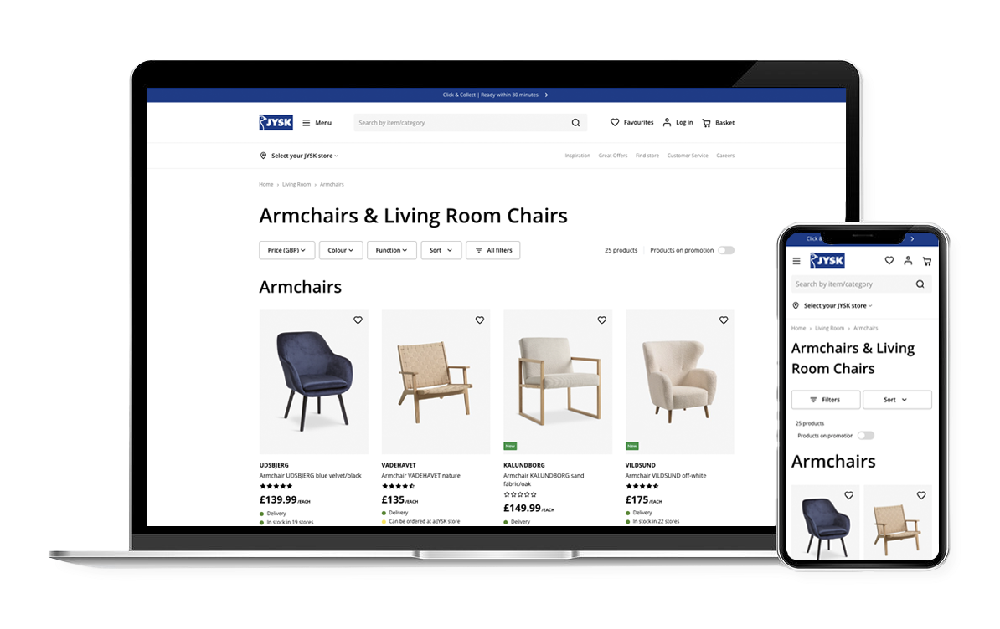 Click & Collect | Ready within 30 minutes
JYSK
Menu
Search by item/category
Favourites
Log in
Basket
Select your JYSK store
Inspiration
Great Offers
Find store
Customer Service
Careers
Home › Living Room › Armchairs
Armchairs & Living Room Chairs
Price (GBP)
Colour
Function
Sort
All filters
25 products
Products on promotion
Armchairs
New
New
UDSBJERG
Armchair UDSBJERG blue velvet/black
£139.99 /EACH
Delivery
In stock in 19 stores
VADEHAVET
Armchair VADEHAVET nature
£135 /EACH
Delivery
Can be ordered at a JYSK store
KALUNDBORG
Armchair KALUNDBORG sand
fabric/oak
£149.99 /EACH
Delivery
VILDSUND
Armchair VILDSUND off-white
£175 /EACH
Delivery
In stock in 22 stores
Click &
JYSK
Search by item/category
Select your JYSK store
Home › Living Room › Armchairs
Armchairs & Living
Room Chairs
Filters
Sort
25 products
Products on promotion
Armchairs